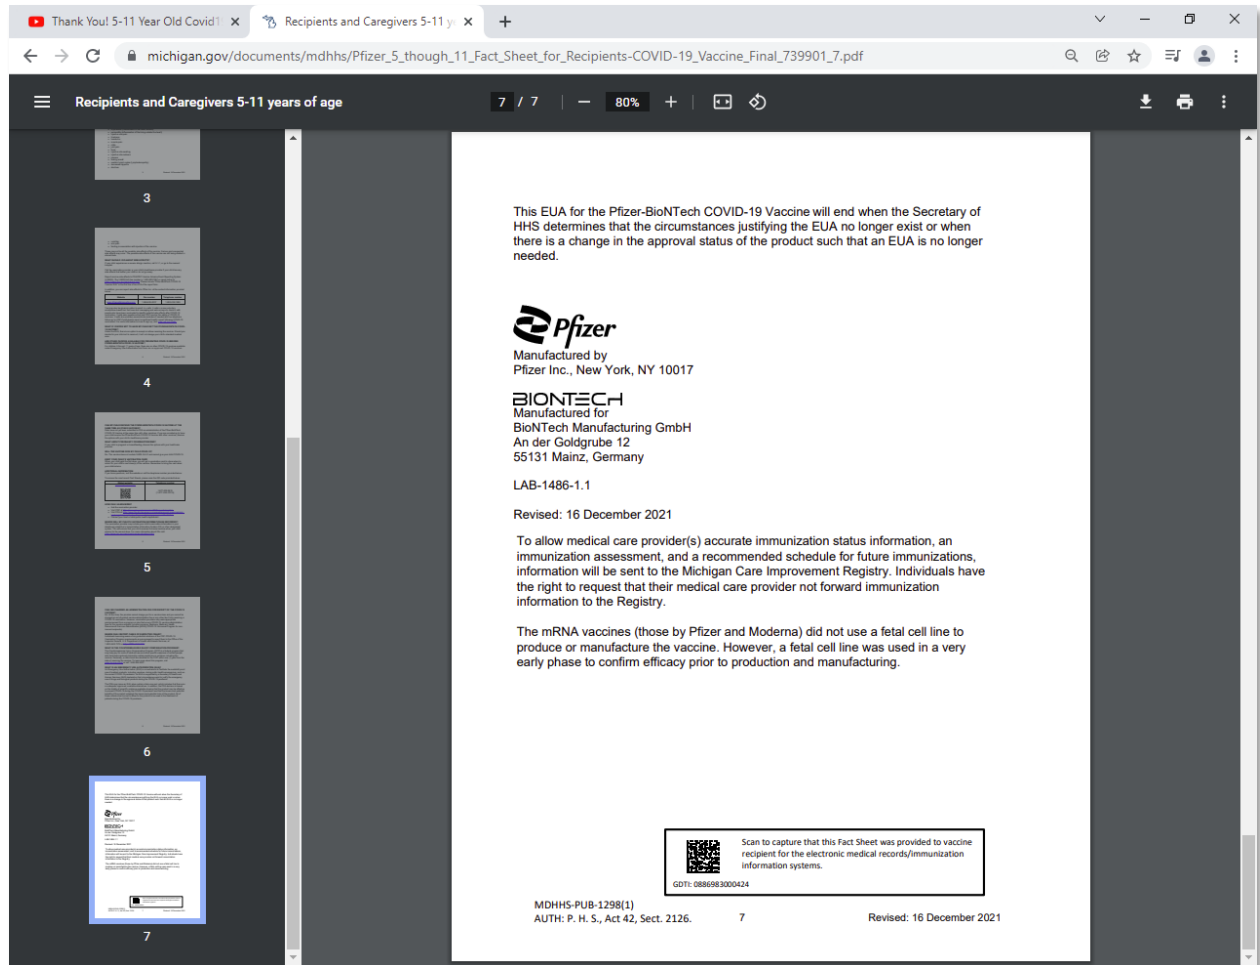 Thank You! 5-11 Year Old Covid1
Recipients and Caregivers 5-11 y
michigan.gov/documents/mdhhs/Pfizer_5_though_11_Fact_Sheet_for_Recipients-COVID-19_Vaccine_Final_739901_7.pdf
Recipients and Caregivers 5-11 years of age
7 / 7
80%
3
4
5
6
7
This EUA for the Pfizer-BioNTech COVID-19 Vaccine will end when the Secretary of
HHS determines that the circumstances justifying the EUA no longer exist or when
there is a change in the approval status of the product such that an EUA is no longer
needed.
Pfizer
Manufactured by
Pfizer Inc., New York, NY 10017
BIONTECH
Manufactured for
BioNTech Manufacturing GmbH
An der Goldgrube 12
55131 Mainz, Germany
LAB-1486-1.1
Revised: 16 December 2021
To allow medical care provider(s) accurate immunization status information, an
immunization assessment, and a recommended schedule for future immunizations,
information will be sent to the Michigan Care Improvement Registry. Individuals have
the right to request that their medical care provider not forward immunization
information to the Registry.
The mRNA vaccines (those by Pfizer and Moderna) did not use a fetal cell line to
produce or manufacture the vaccine. However, a fetal cell line was used in a very
early phase to confirm efficacy prior to production and manufacturing.
Scan to capture that this Fact Sheet was provided to vaccine
recipient for the electronic medical records/immunization
information systems.
GDTI: 0886983000424
MDHHS-PUB-1298(1)
AUTH: P. H. S., Act 42, Sect. 2126.
7
Revised: 16 December 2021